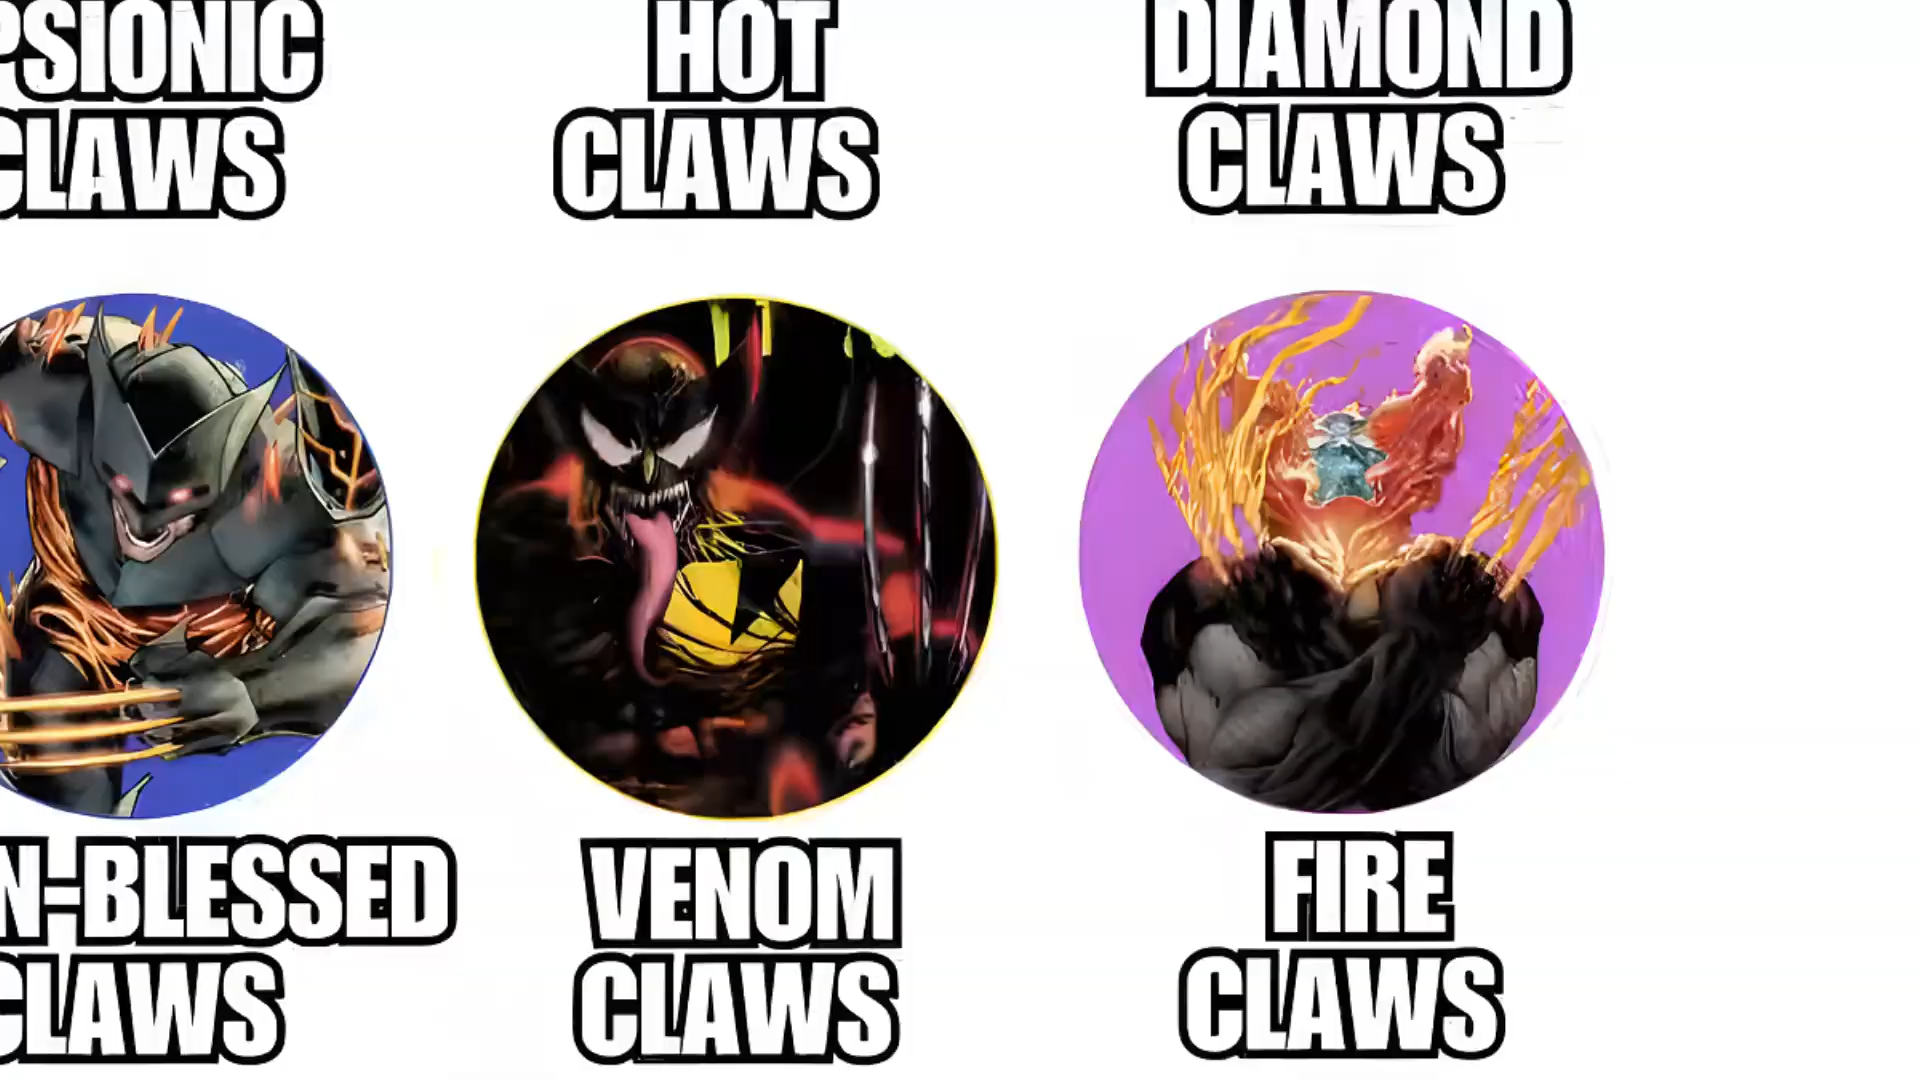 PSIONIC
CLAWS
HOT
CLAWS
DIAMOND
CLAWS
N-BLESSED
CLAWS
VENOM
CLAWS
FIRE
CLAWS